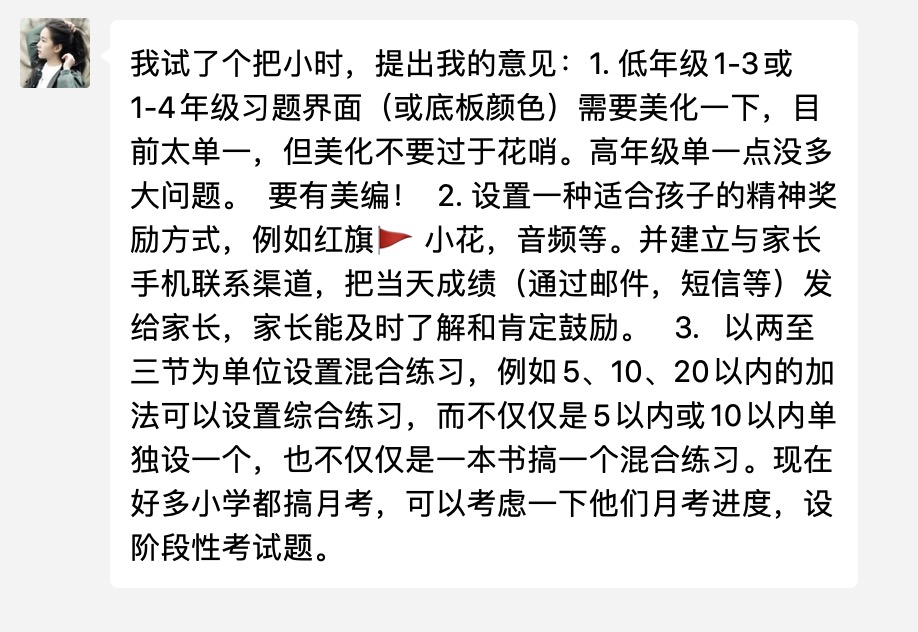 我试了个把小时，提出我的意见：1. 低年级1-3或
1-4年级习题界面（或底板颜色）需要美化一下，目
前太单一，但美化不要过于花哨。高年级单一点没多
大问题。 要有美编！ 2. 设置一种适合孩子的精神奖
励方式，例如红旗🚩 小花，音频等。并建立与家长
手机联系渠道，把当天成绩（通过邮件，短信等）发
给家长，家长能及时了解和肯定鼓励。 3. 以两至
三节为单位设置混合练习，例如5、10、20以内的加
法可以设置综合练习，而不仅仅是5以内或10以内单
独设一个，也不仅仅是一本书搞一个混合练习。现在
好多小学都搞月考，可以考虑一下他们月考进度，设
阶段性考试题。